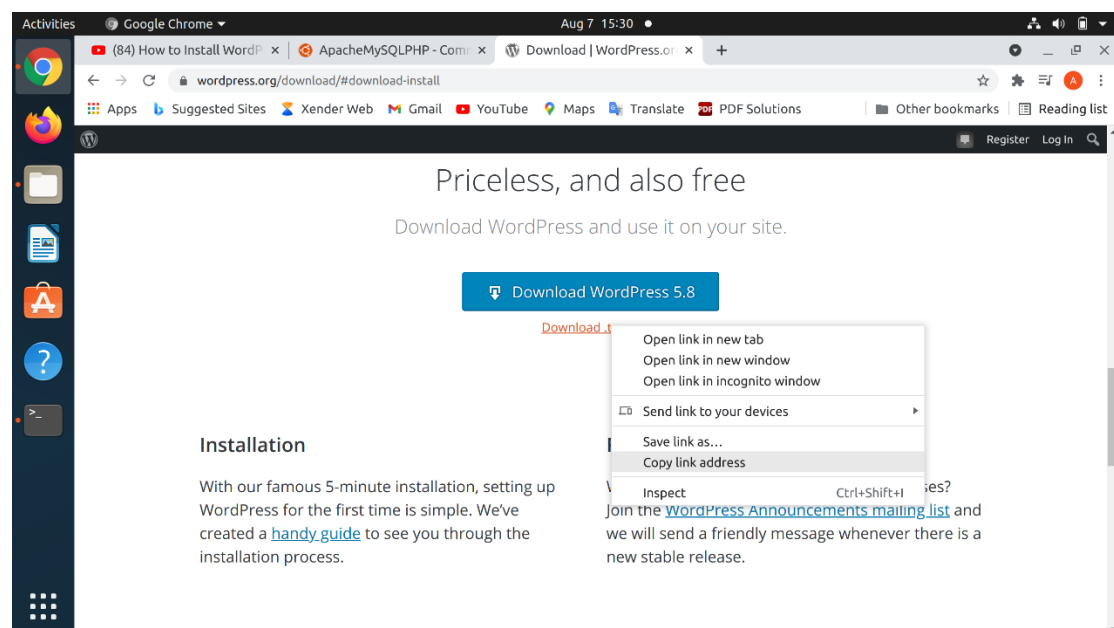 Activities Google Chrome Aug 7 15:30
(84) How to Install WordP ApacheMySQLPHP - Com Download | WordPress.or
wordpress.org/download/#download-install A
Apps Suggested Sites Xender Web Gmail YouTube Maps Translate PDF PDF Solutions Other bookmarks Reading list
Register Log In
Priceless, and also free
Download WordPress and use it on your site.
Download WordPress 5.8
Download .t
Open link in new tab
Open link in new window
Open link in incognito window
Send link to your devices
Save link as...
Copy link address
Inspect Ctrl+Shift+I
Installation
With our famous 5-minute installation, setting up
WordPress for the first time is simple. We've
created a handy guide to see you through the
installation process.
ses?
Join the WordPress Announcements mailing list and
we will send a friendly message whenever there is a
new stable release.